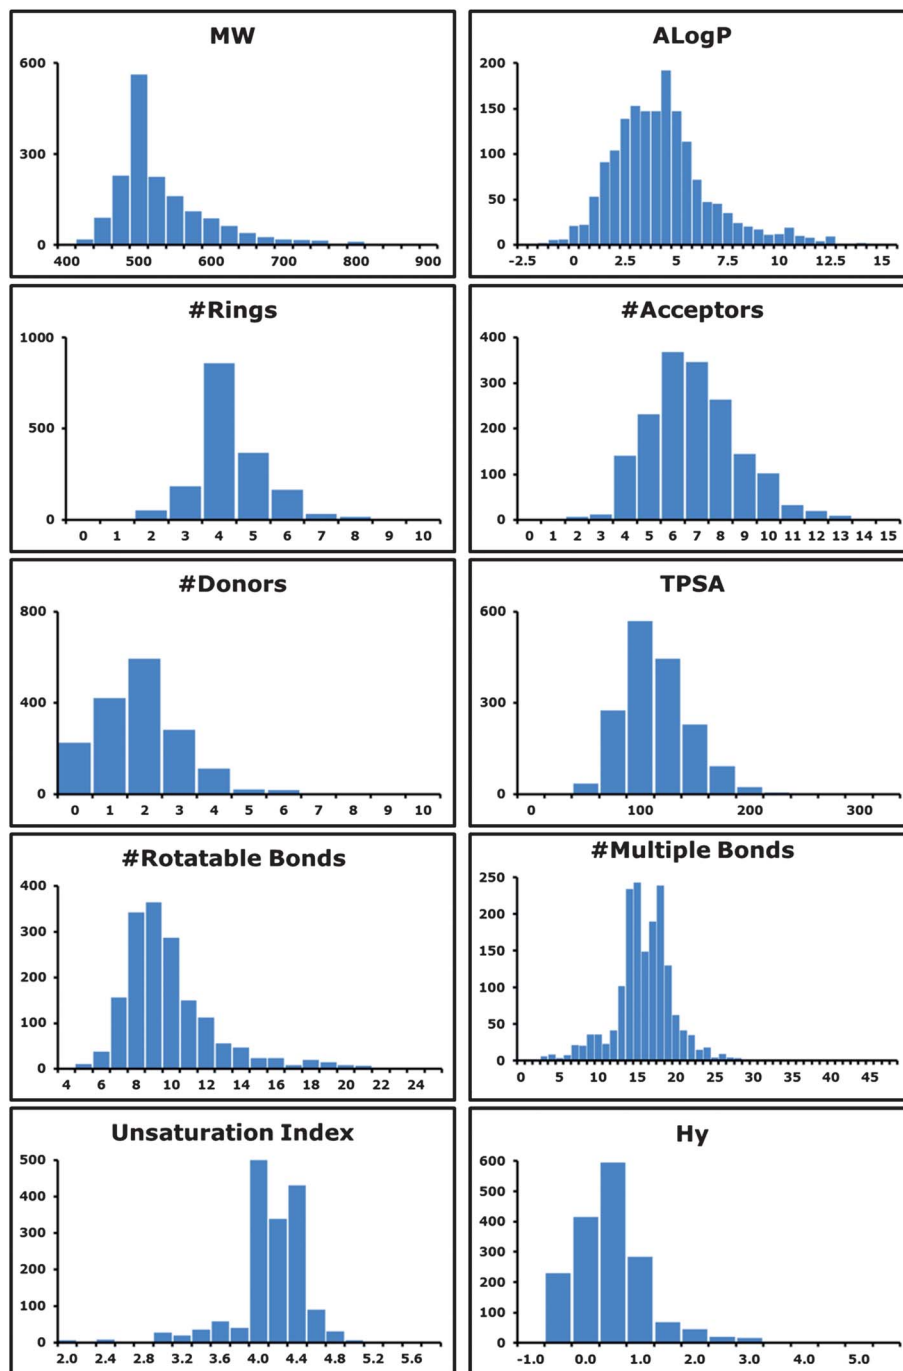 MW
600
300
0
400 500 600 700 800 900
ALogP
200
150
100
50
0
-2.5 0 2.5 5 7.5 10 12.5 15
#Rings
1000
500
0
0 1 2 3 4 5 6 7 8 9 10
#Acceptors
400
300
200
100
0
0 1 2 3 4 5 6 7 8 9 10 11 12 13 14 15
#Donors
800
400
0
0 1 2 3 4 5 6 7 8 9 10
TPSA
600
300
0
0 100 200 300
#Rotatable Bonds
400
300
200
100
0
4 6 8 10 12 14 16 18 20 22 24
#Multiple Bonds
250
200
150
100
50
0
0 5 10 15 20 25 30 35 40 45
Unsaturation Index
500
400
300
200
100
0
2.0 2.4 2.8 3.2 3.6 4.0 4.4 4.8 5.2 5.6
Hy
600
500
400
300
200
100
0
-1.0 0.0 1.0 2.0 3.0 4.0 5.0